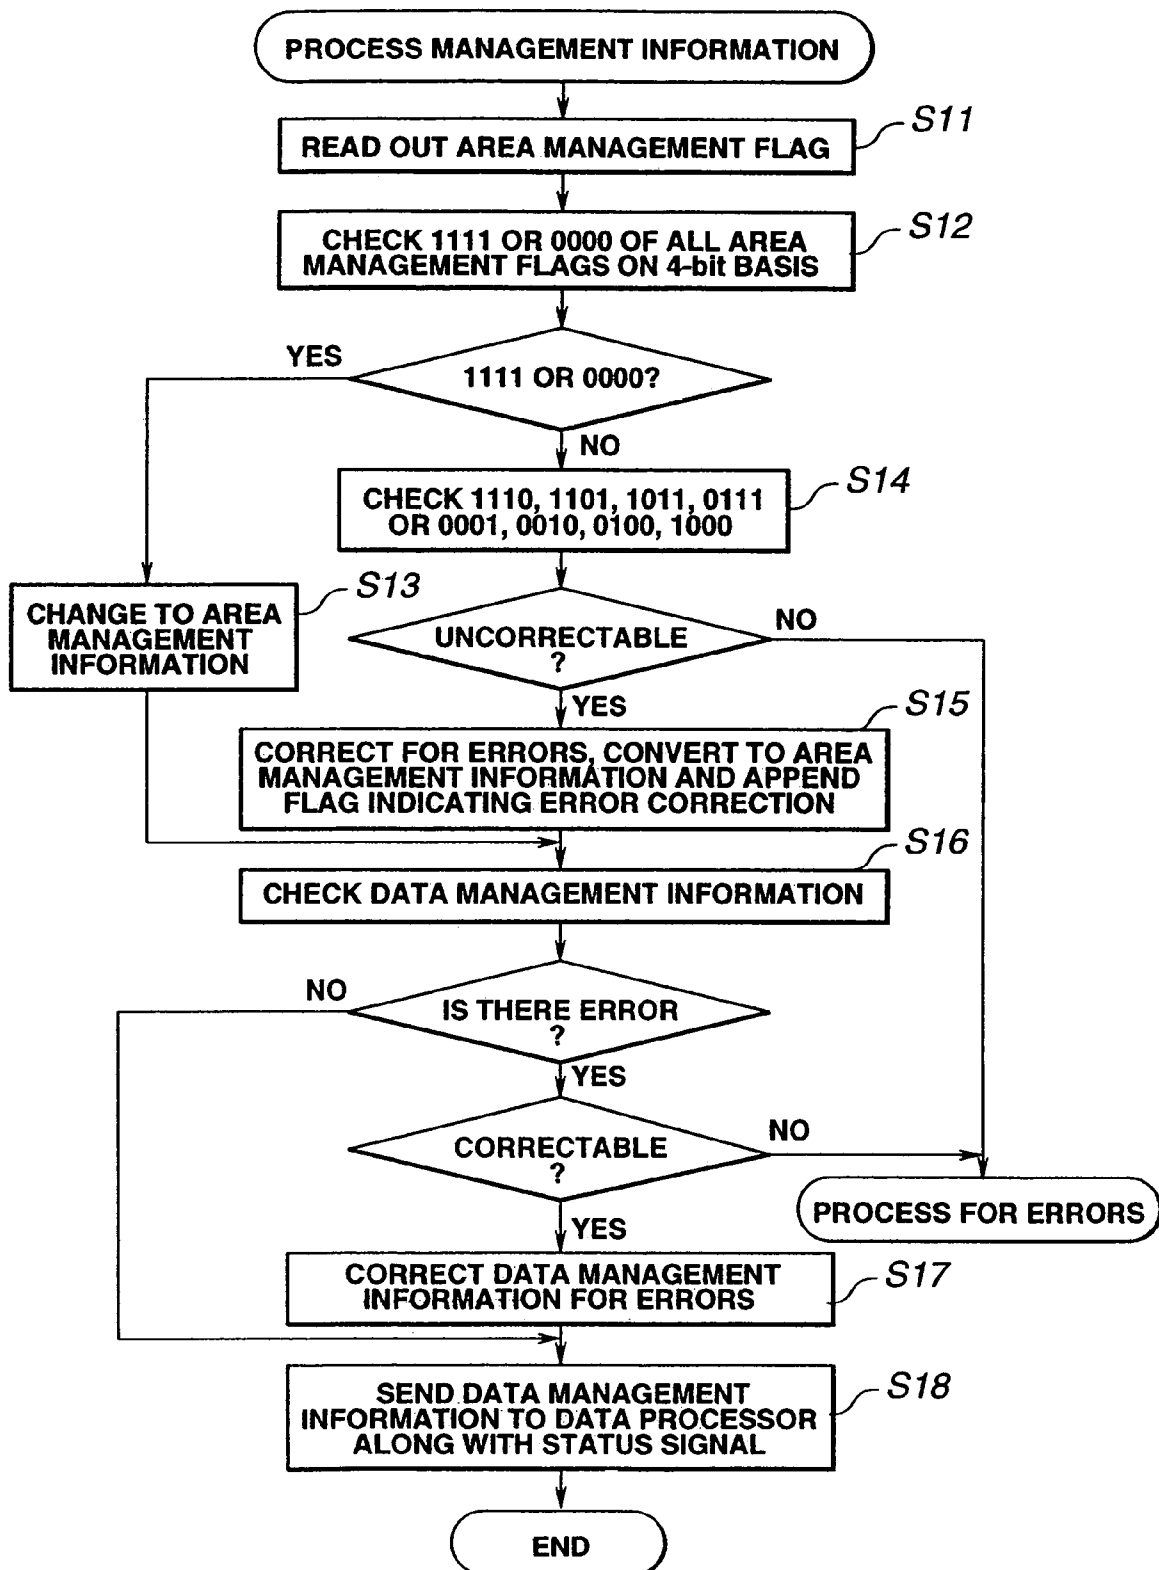 PROCESS MANAGEMENT INFORMATION
S11
READ OUT AREA MANAGEMENT FLAG
S12
CHECK 1111 OR 0000 OF ALL AREA
MANAGEMENT FLAGS ON 4-bit BASIS
YES
1111 OR 0000?
NO
S14
CHECK 1110, 1101, 1011, 0111
OR 0001, 0010, 0100, 1000
S13
CHANGE TO AREA
MANAGEMENT
INFORMATION
UNCORRECTABLE
?
NO
YES
S15
CORRECT FOR ERRORS, CONVERT TO AREA
MANAGEMENT INFORMATION AND APPEND
FLAG INDICATING ERROR CORRECTION
S16
CHECK DATA MANAGEMENT INFORMATION
NO
IS THERE ERROR
?
YES
CORRECTABLE
?
NO
PROCESS FOR ERRORS
YES
S17
CORRECT DATA MANAGEMENT
INFORMATION FOR ERRORS
S18
SEND DATA MANAGEMENT
INFORMATION TO DATA PROCESSOR
ALONG WITH STATUS SIGNAL
END